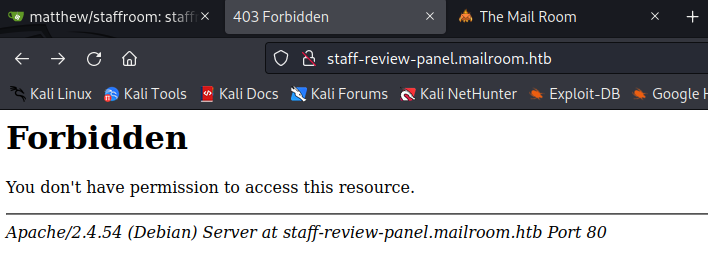 matthew/staffroom: staff
403 Forbidden
The Mail Room
staff-review-panel.mailroom.htb
Kali Linux
Kali Tools
Kali Docs
Kali Forums
Kali NetHunter
Exploit-DB
Google H
Forbidden
You don't have permission to access this resource.
Apache/2.4.54 (Debian) Server at staff-review-panel.mailroom.htb Port 80